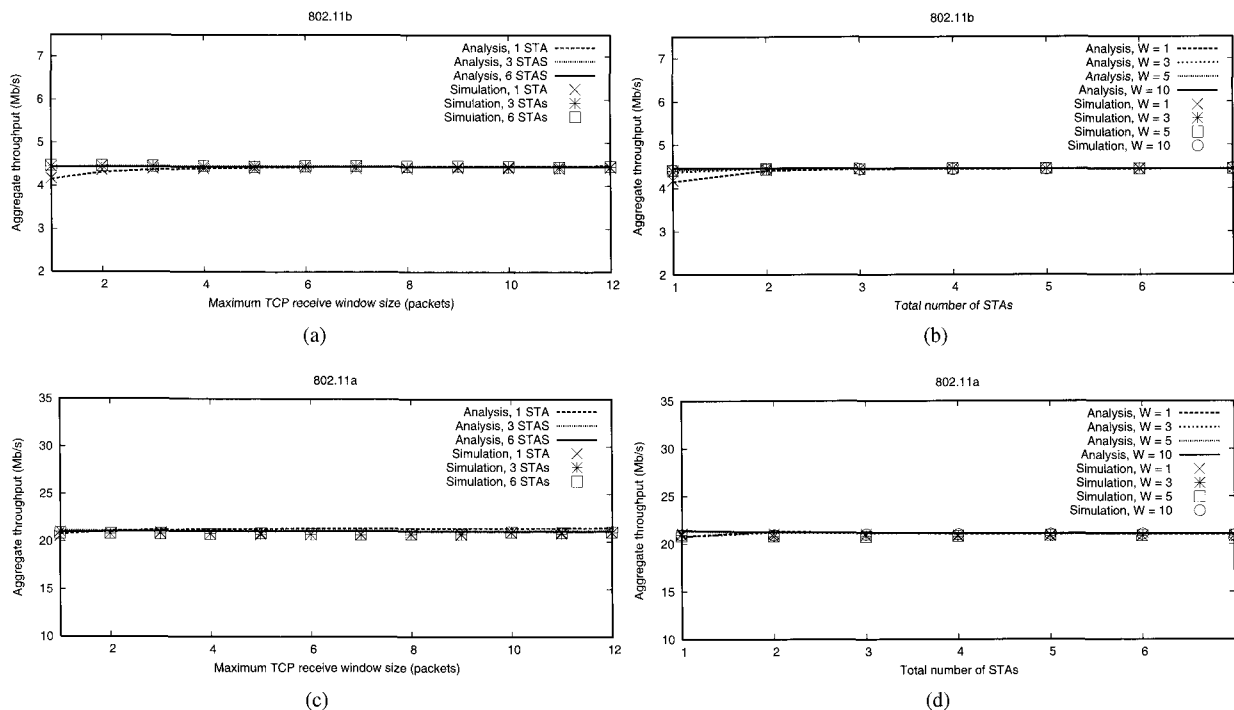 802.11b
7
6
5
4
3
2
Aggregate throughput (Mb/s)
Analysis, 1 STA
Analysis, 3 STAS
Analysis, 6 STAS
Simulation, 1 STA
Simulation, 3 STAs
Simulation, 6 STAs
2 4 6 8 10 12
Maximum TCP receive window size (packets)
(a)
802.11b
7
6
5
4
3
2
Aggregate throughput (Mb/s)
Analysis, W = 1
Analysis, W = 3
Analysis, W = 5
Analysis, W = 10
Simulation, W = 1
Simulation, W = 3
Simulation, W = 5
Simulation, W = 10
1 2 3 4 5 6 7
Total number of STAs
(b)
802.11a
35
30
25
20
15
10
Aggregate throughput (Mb/s)
Analysis, 1 STA
Analysis, 3 STAS
Analysis, 6 STAS
Simulation, 1 STA
Simulation, 3 STAs
Simulation, 6 STAs
2 4 6 8 10 12
Maximum TCP receive window size (packets)
(c)
802.11a
35
30
25
20
15
10
Aggregate throughput (Mb/s)
Analysis, W = 1
Analysis, W = 3
Analysis, W = 5
Analysis, W = 10
Simulation, W = 1
Simulation, W = 3
Simulation, W = 5
Simulation, W = 10
1 2 3 4 5 6 7
Total number of STAs
(d)